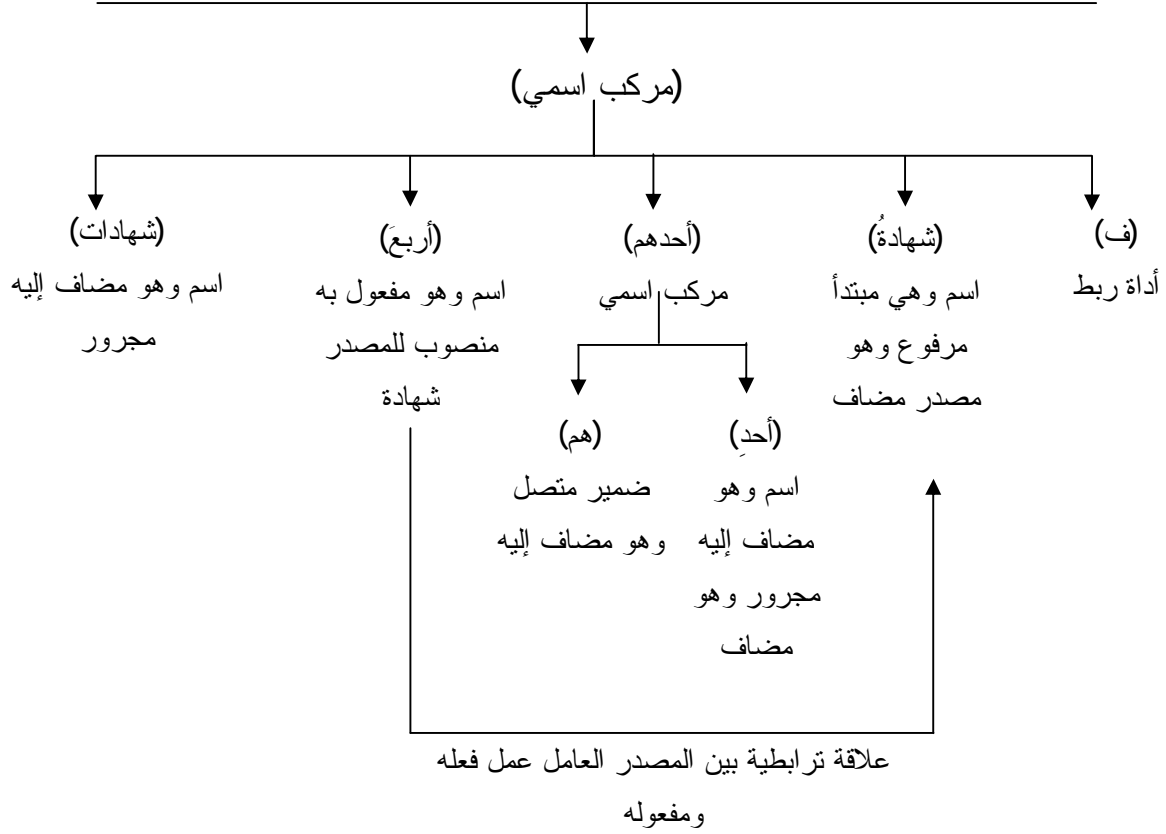 (مركب اسمي)
(ف)
أداة ربط
(شهادةُ)
اسم وهي مبتدأ
مرفوع وهو
مصدر مضاف
(أحدهم)
مركب اسمي
(أحدِ)
اسم وهو
مضاف إليه
مجرور وهو
مضاف
(هم)
ضمير متصل
وهو مضاف إليه
(أربعَ)
اسم وهو مفعول به
منصوب للمصدر
شهادة
(شهادات)
اسم وهو مضاف إليه
مجرور
علاقة ترابطية بين المصدر العامل عمل فعله
ومفعوله